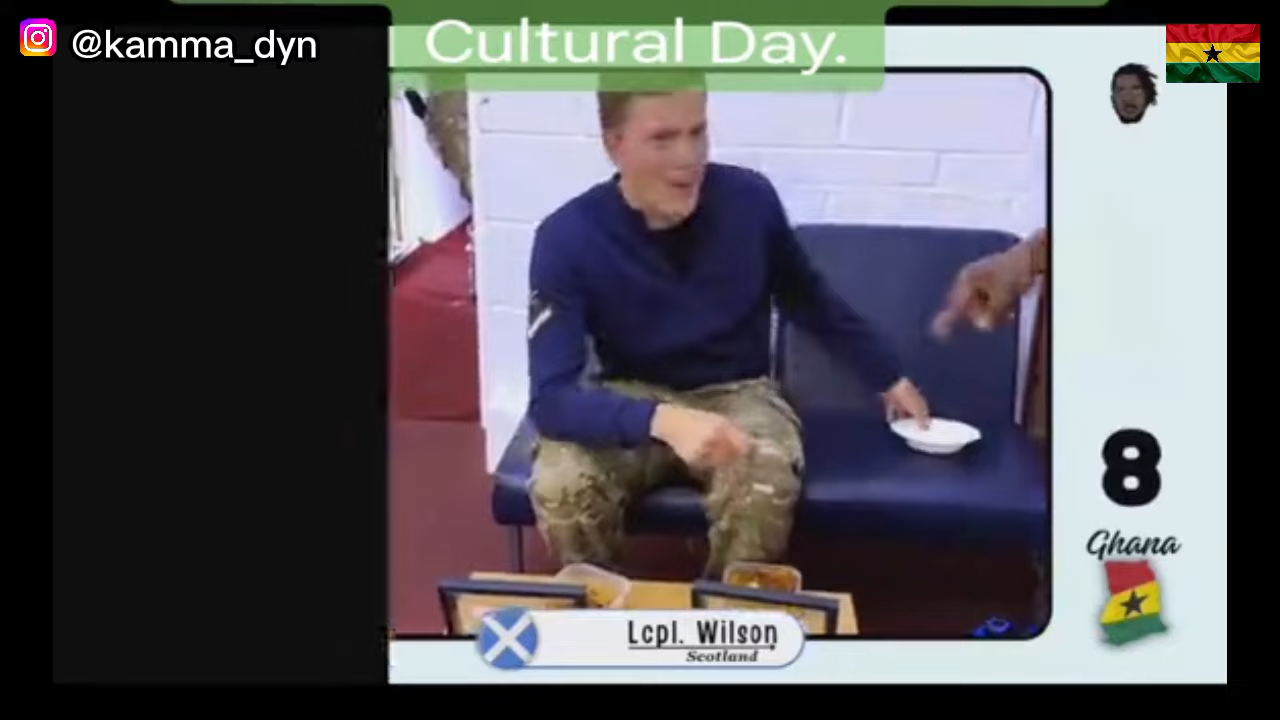 @kamma_dyn
Cultural Day.
8
Ghana
Lcpl. Wilson
Scotland